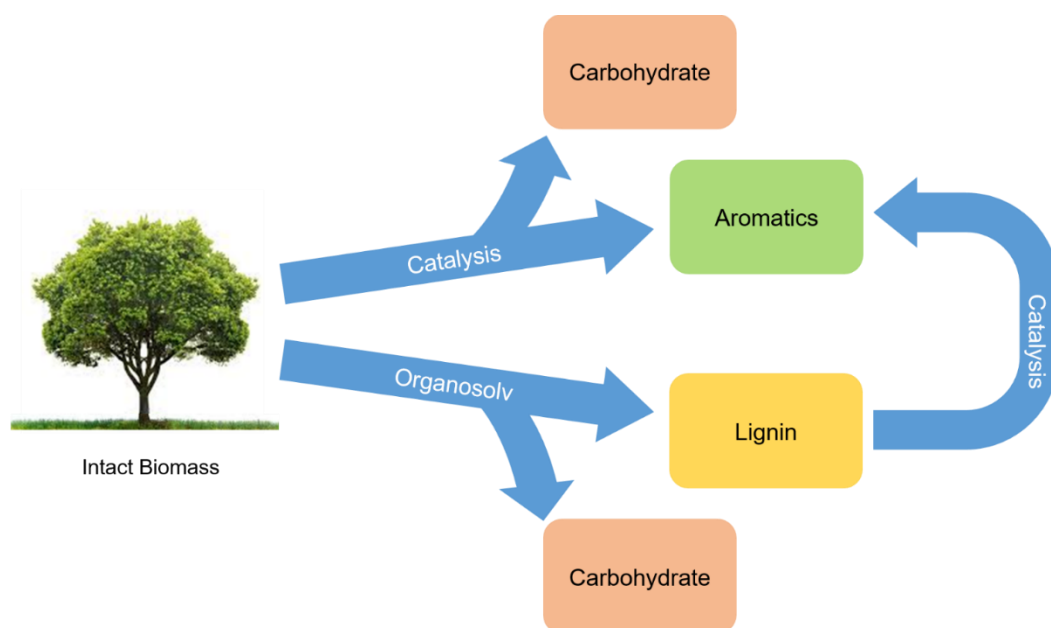 Carbohydrate
Aromatics
Catalysis
Catalysis
Organosolv
Lignin
Intact Biomass
Carbohydrate